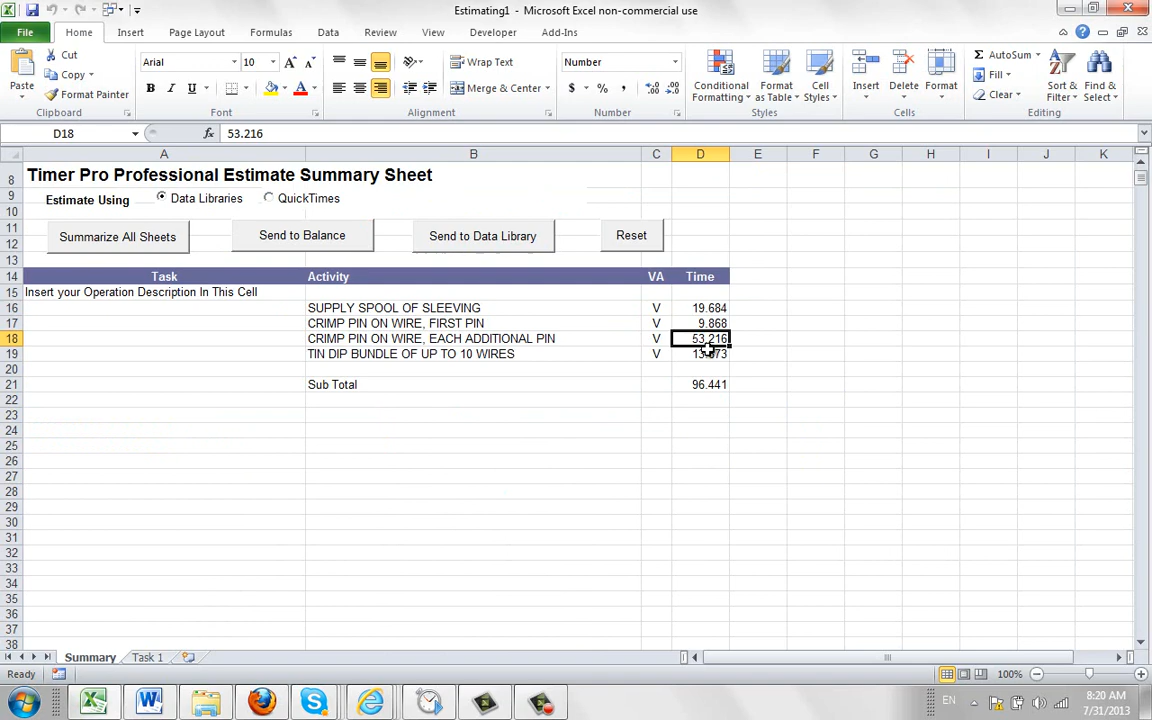 Estimating1 - Microsoft Excel non-commercial use
File Home Insert Page Layout Formulas Data Review View Developer Add-Ins
Paste Cut Copy Format Painter Clipboard
Arial 10 B I U A A A Font
Wrap Text Merge & Center Alignment
Number $ % , Number
Conditional Formatting Format as Table Cell Styles Styles
Insert Delete Format Cells
AutoSum Fill Clear Sort & Filter Find & Select Editing
D18 fx 53.216
A B C D E F G H I J K
8 Timer Pro Professional Estimate Summary Sheet
9 Estimate Using Data Libraries QuickTimes
10
11 Summarize All Sheets Send to Balance Send to Data Library Reset
12
13
14 Task Activity VA Time
15 Insert your Operation Description In This Cell
16 SUPPLY SPOOL OF SLEEVING V 19.684
17 CRIMP PIN ON WIRE, FIRST PIN V 9.868
18 CRIMP PIN ON WIRE, EACH ADDITIONAL PIN V 53.216
19 TIN DIP BUNDLE OF UP TO 10 WIRES V
20
21 Sub Total 96.441
22
23
24
25
26
27
28
29
30
31
32
33
34
35
36
37
38
Summary Task 1
Ready 100%
EN 8:20 AM
7/31/2013